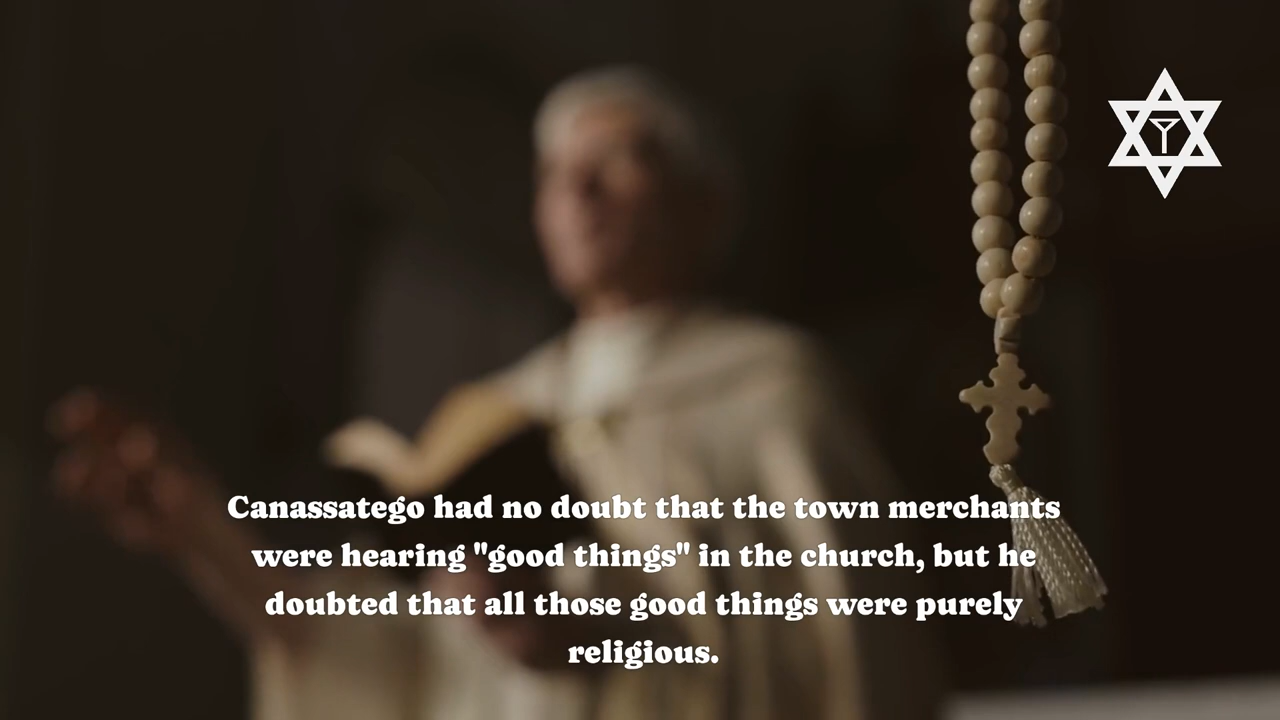 Canassatego had no doubt that the town merchants
were hearing "good things" in the church, but he
doubted that all those good things were purely
religious.